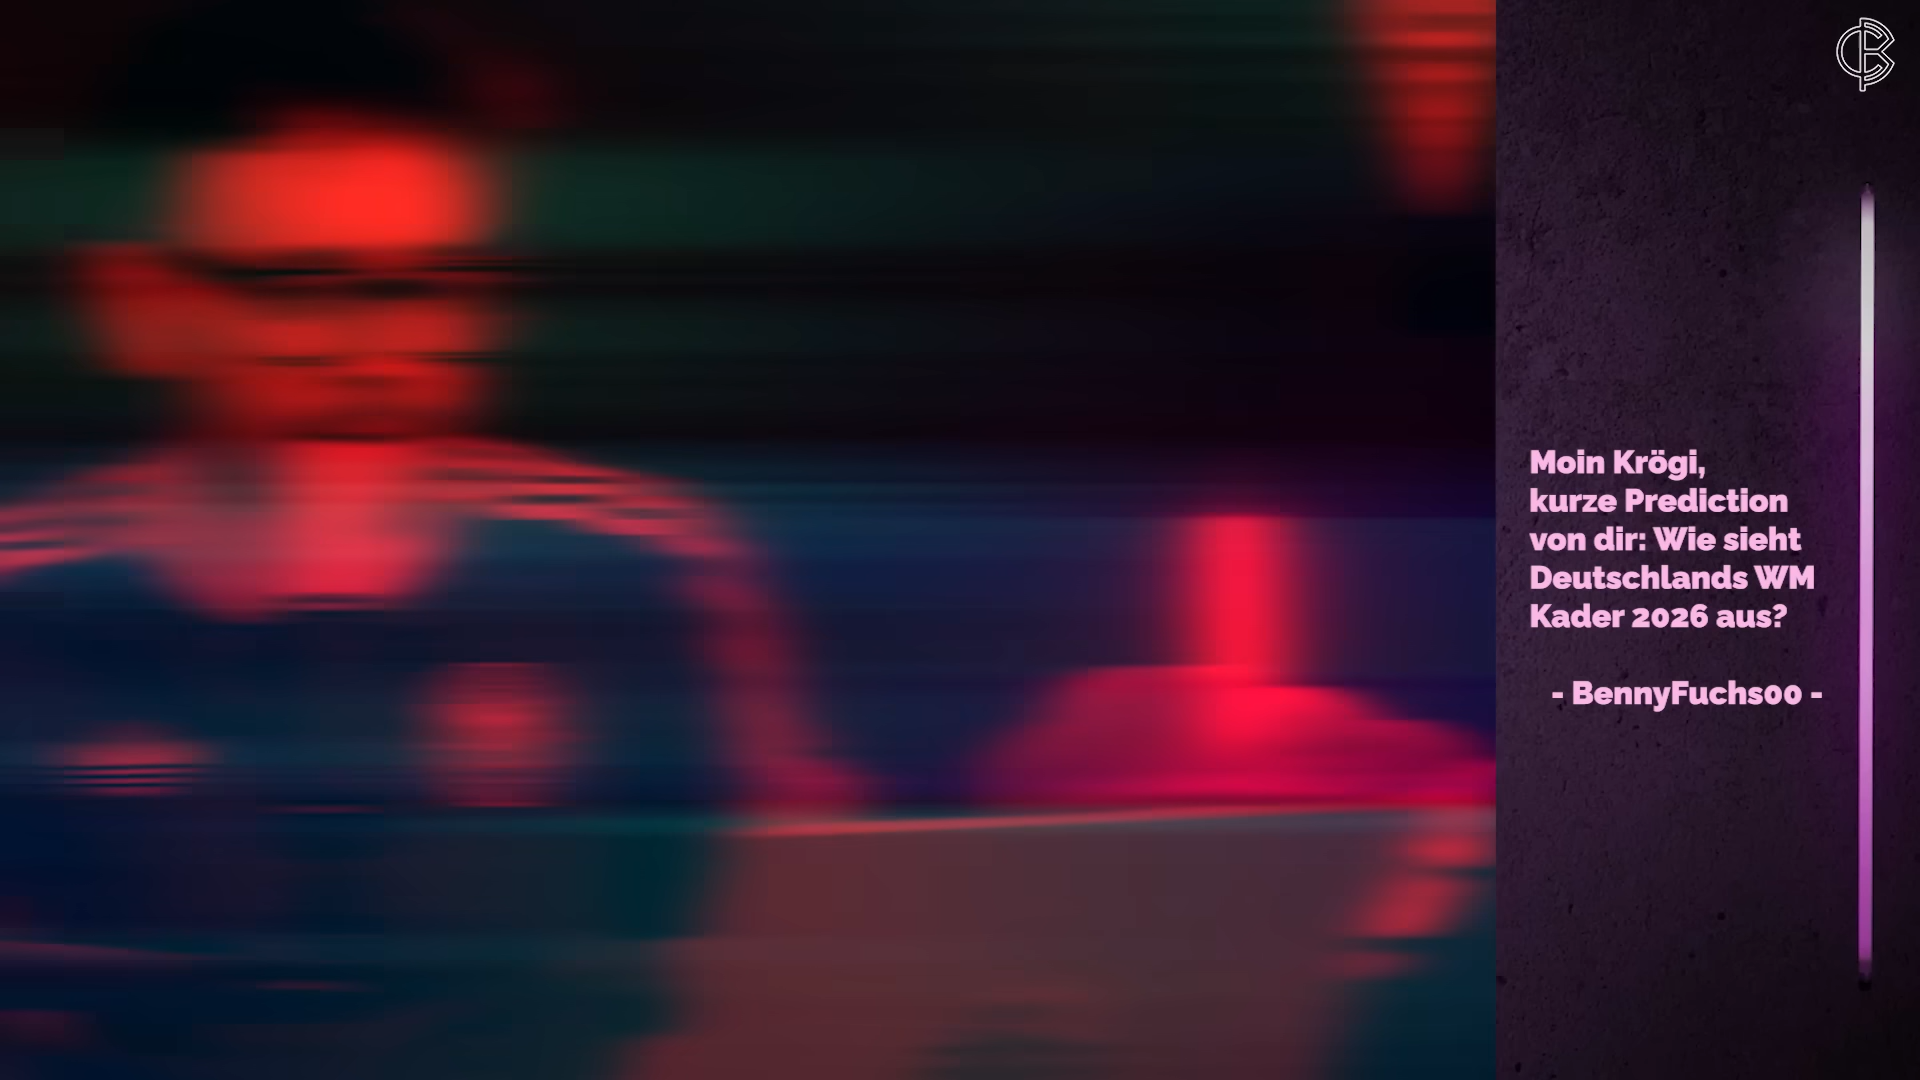 Moin Krögi,
kurze Prediction
von dir: Wie sieht
Deutschlands WM
Kader 2026 aus?
- BennyFuchs00 -